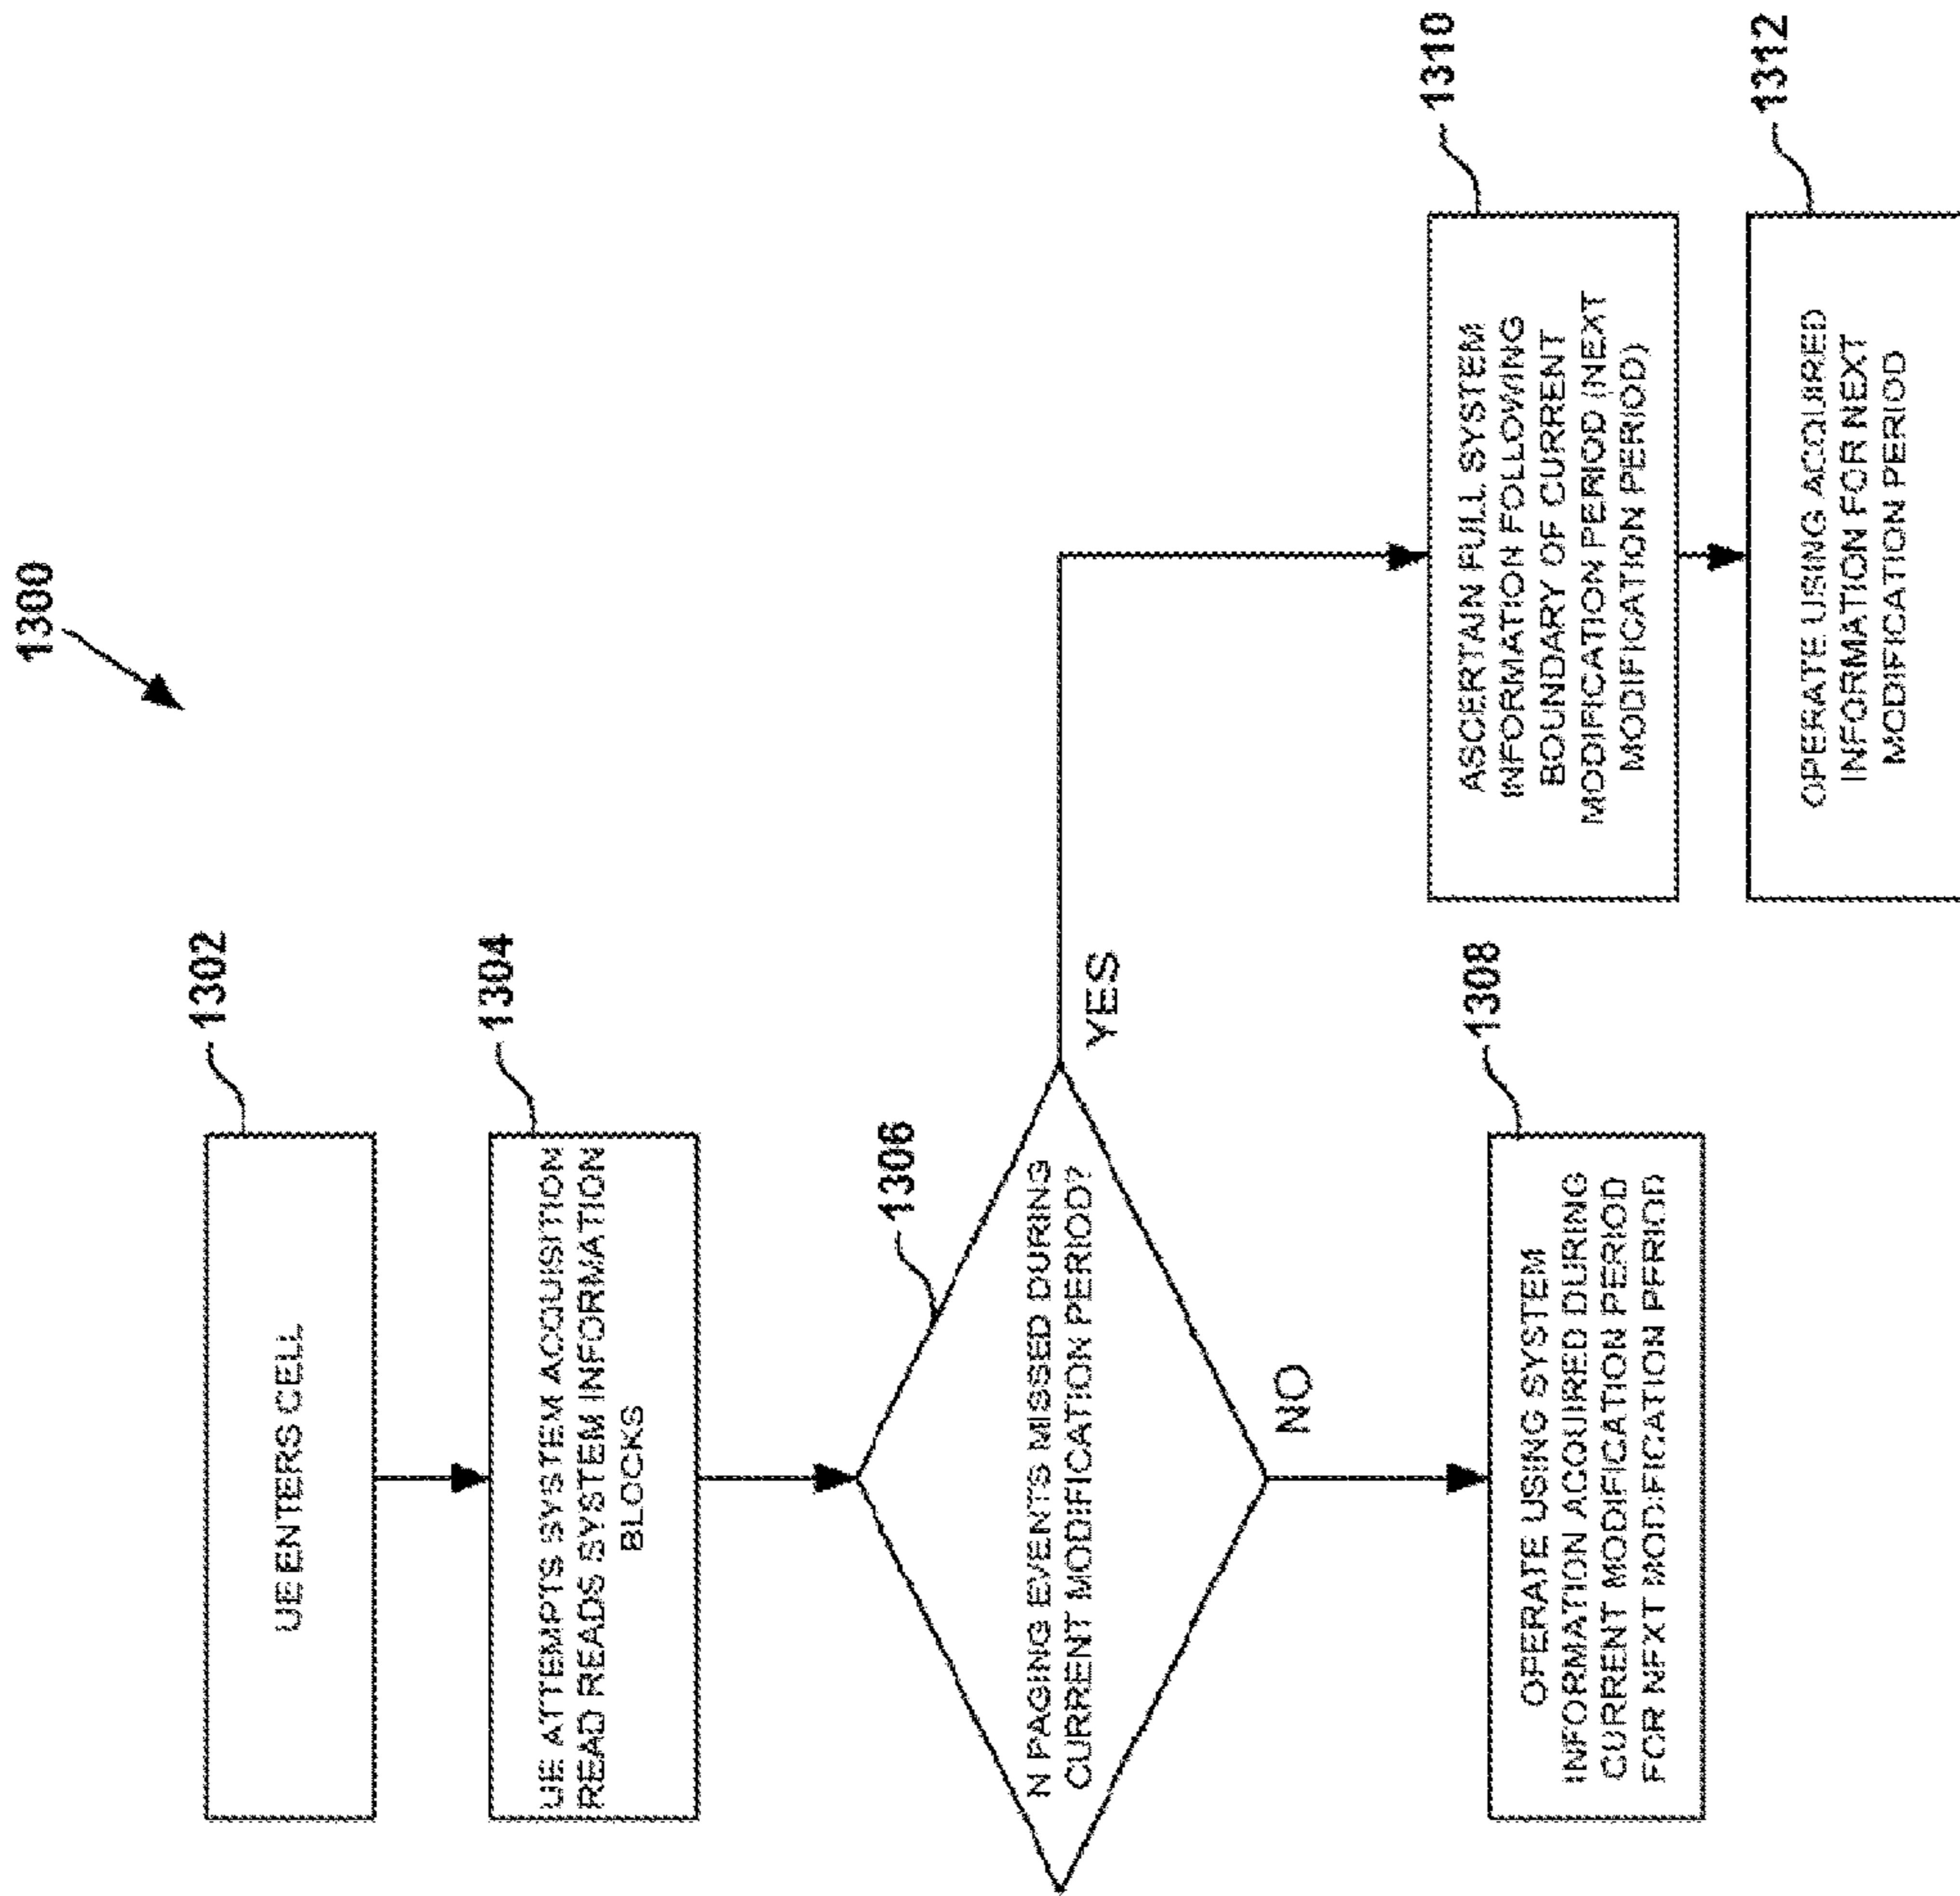 1300
1302
UE ENTERS CELL
1304
UE ATTEMPTS SYSTEM ACQUISITION
READ READS SYSTEM INFORMATION
BLOCKS
1306
N PAGING EVENTS MISSED DURING
CURRENT MODIFICATION PERIOD?
YES
NO
1308
OPERATE USING SYSTEM
INFORMATION ACQUIRED DURING
CURRENT MODIFICATION PERIOD
FOR NEXT MODIFICATION PERIOD
1310
ASCERTAIN FULL SYSTEM
INFORMATION FOLLOWING
BOUNDARY OF CURRENT
MODIFICATION PERIOD (NEXT
MODIFICATION PERIOD)
1312
OPERATE USING ACQUIRED
INFORMATION FOR NEXT
MODIFICATION PERIOD